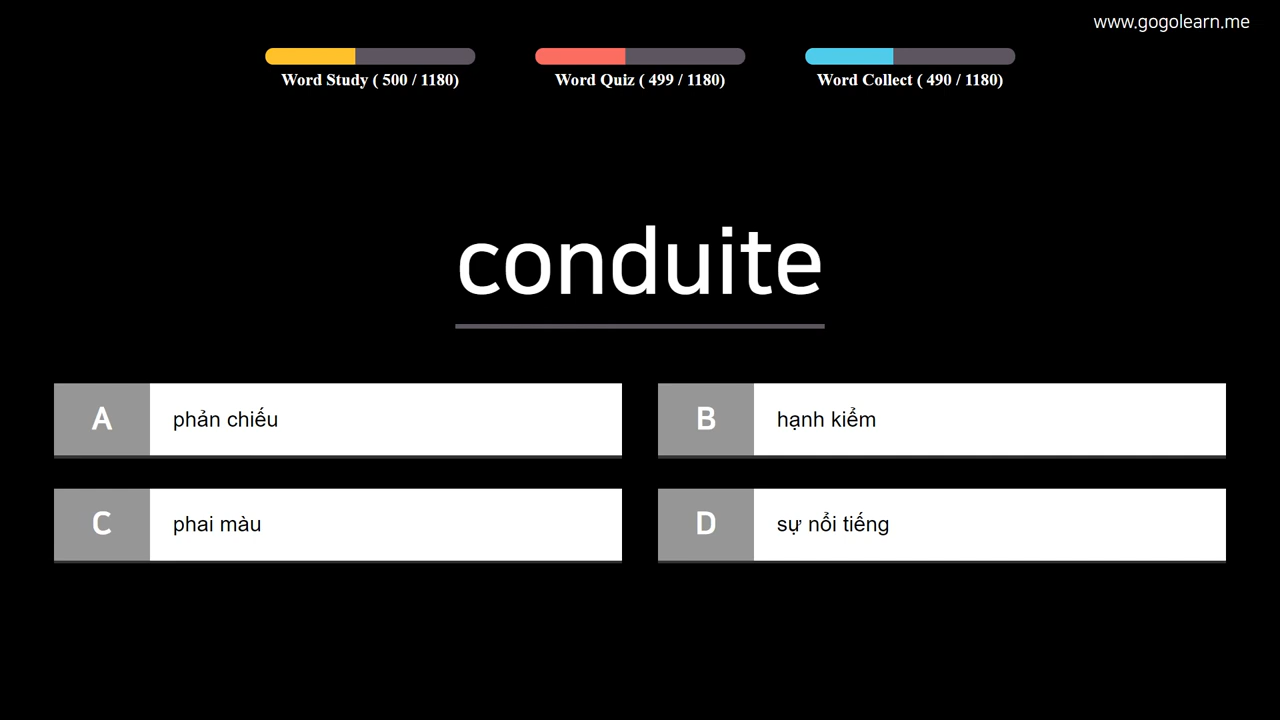 www.gogolearn.me
Word Study ( 500 / 1180)
Word Quiz ( 499 / 1180)
Word Collect ( 490 / 1180)
conduite
A phản chiếu
B hạnh kiểm
C phai màu
D sự nổi tiếng